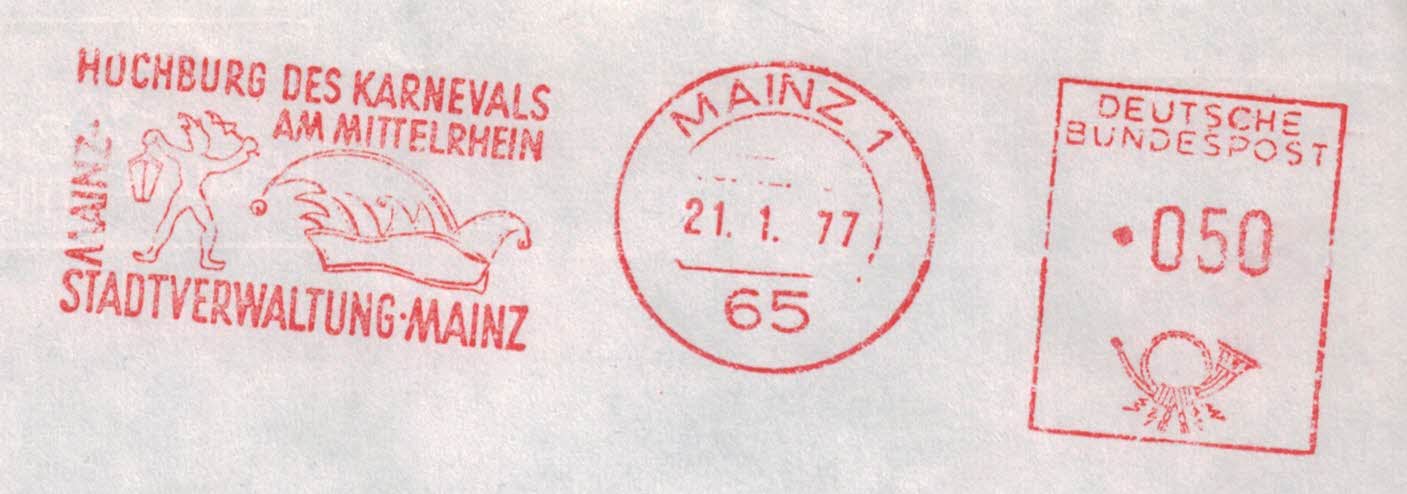 HOCHBURG DES KARNEVALS
AM MITTELRHEIN
MAINZ
STADTVERWALTUNG·MAINZ
MAINZ 1
21. 1. 77
65
DEUTSCHE
BUNDESPOST
·050